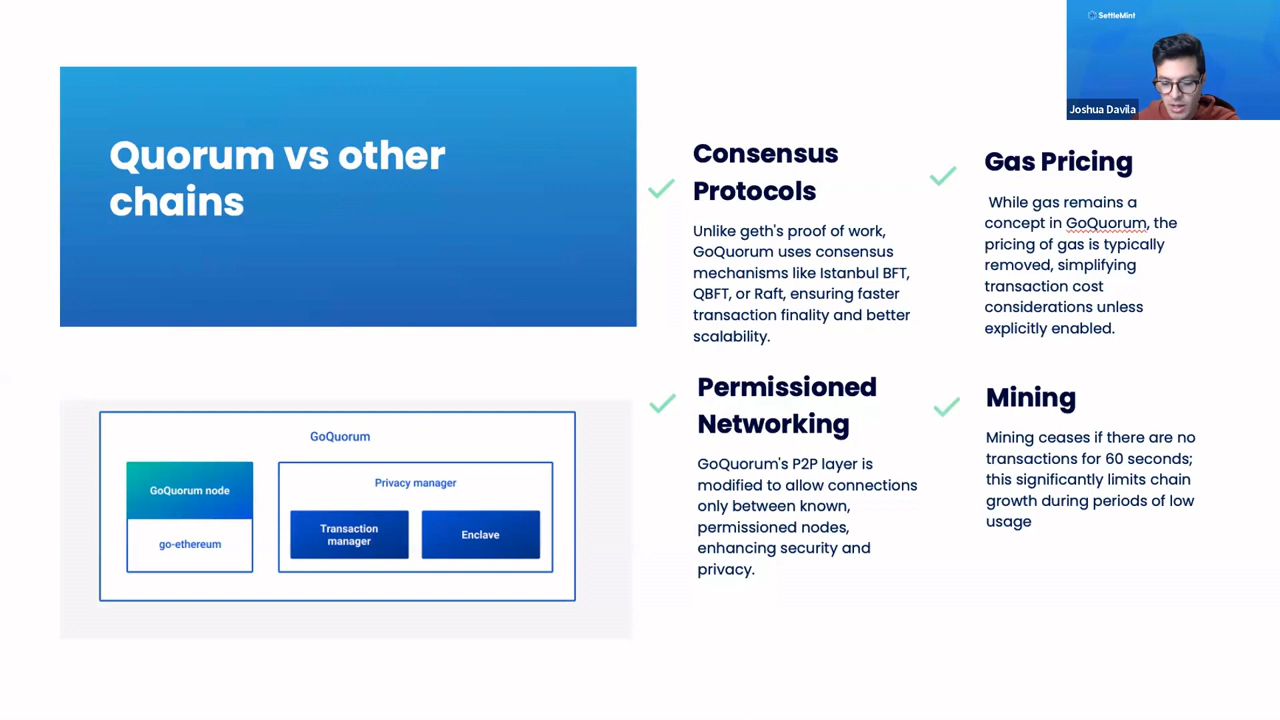 SettleMint
Joshua Davila
Quorum vs other
chains
Consensus
Protocols
Unlike geth's proof of work,
GoQuorum uses consensus
mechanisms like Istanbul BFT,
QBFT, or Raft, ensuring faster
transaction finality and better
scalability.
Gas Pricing
While gas remains a
concept in GoQuorum, the
pricing of gas is typically
removed, simplifying
transaction cost
considerations unless
explicitly enabled.
Permissioned
Networking
GoQuorum's P2P layer is
modified to allow connections
only between known,
permissioned nodes,
enhancing security and
privacy.
Mining
Mining ceases if there are no
transactions for 60 seconds;
this significantly limits chain
growth during periods of low
usage
GoQuorum
GoQuorum node
go-ethereum
Privacy manager
Transaction
manager
Enclave